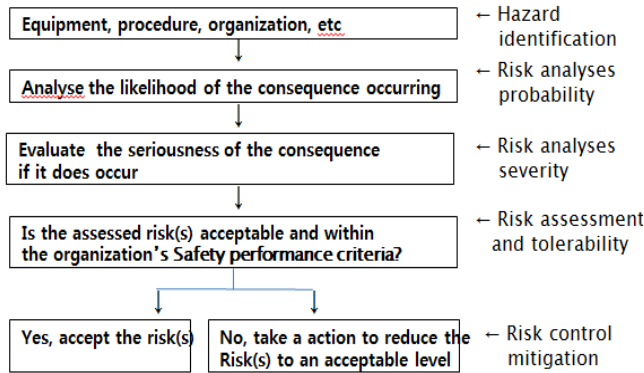 Equipment, procedure, organization, etc
← Hazard
identification
Analyse the likelihood of the consequence occurring
← Risk analyses
probability
Evaluate the seriousness of the consequence
if it does occur
← Risk analyses
severity
Is the assessed risk(s) acceptable and within
the organization's Safety performance criteria?
← Risk assessment
and tolerability
Yes, accept the risk(s)
No, take a action to reduce the
Risk(s) to an acceptable level
← Risk control
mitigation